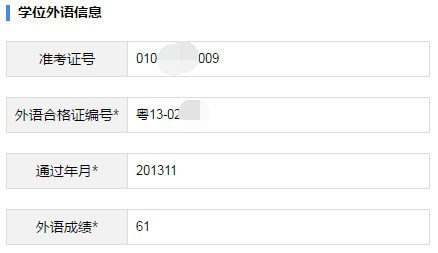 学位外语信息
准考证号 010 009
外语合格证编号* 粤13-02
通过年月* 201311
外语成绩* 61